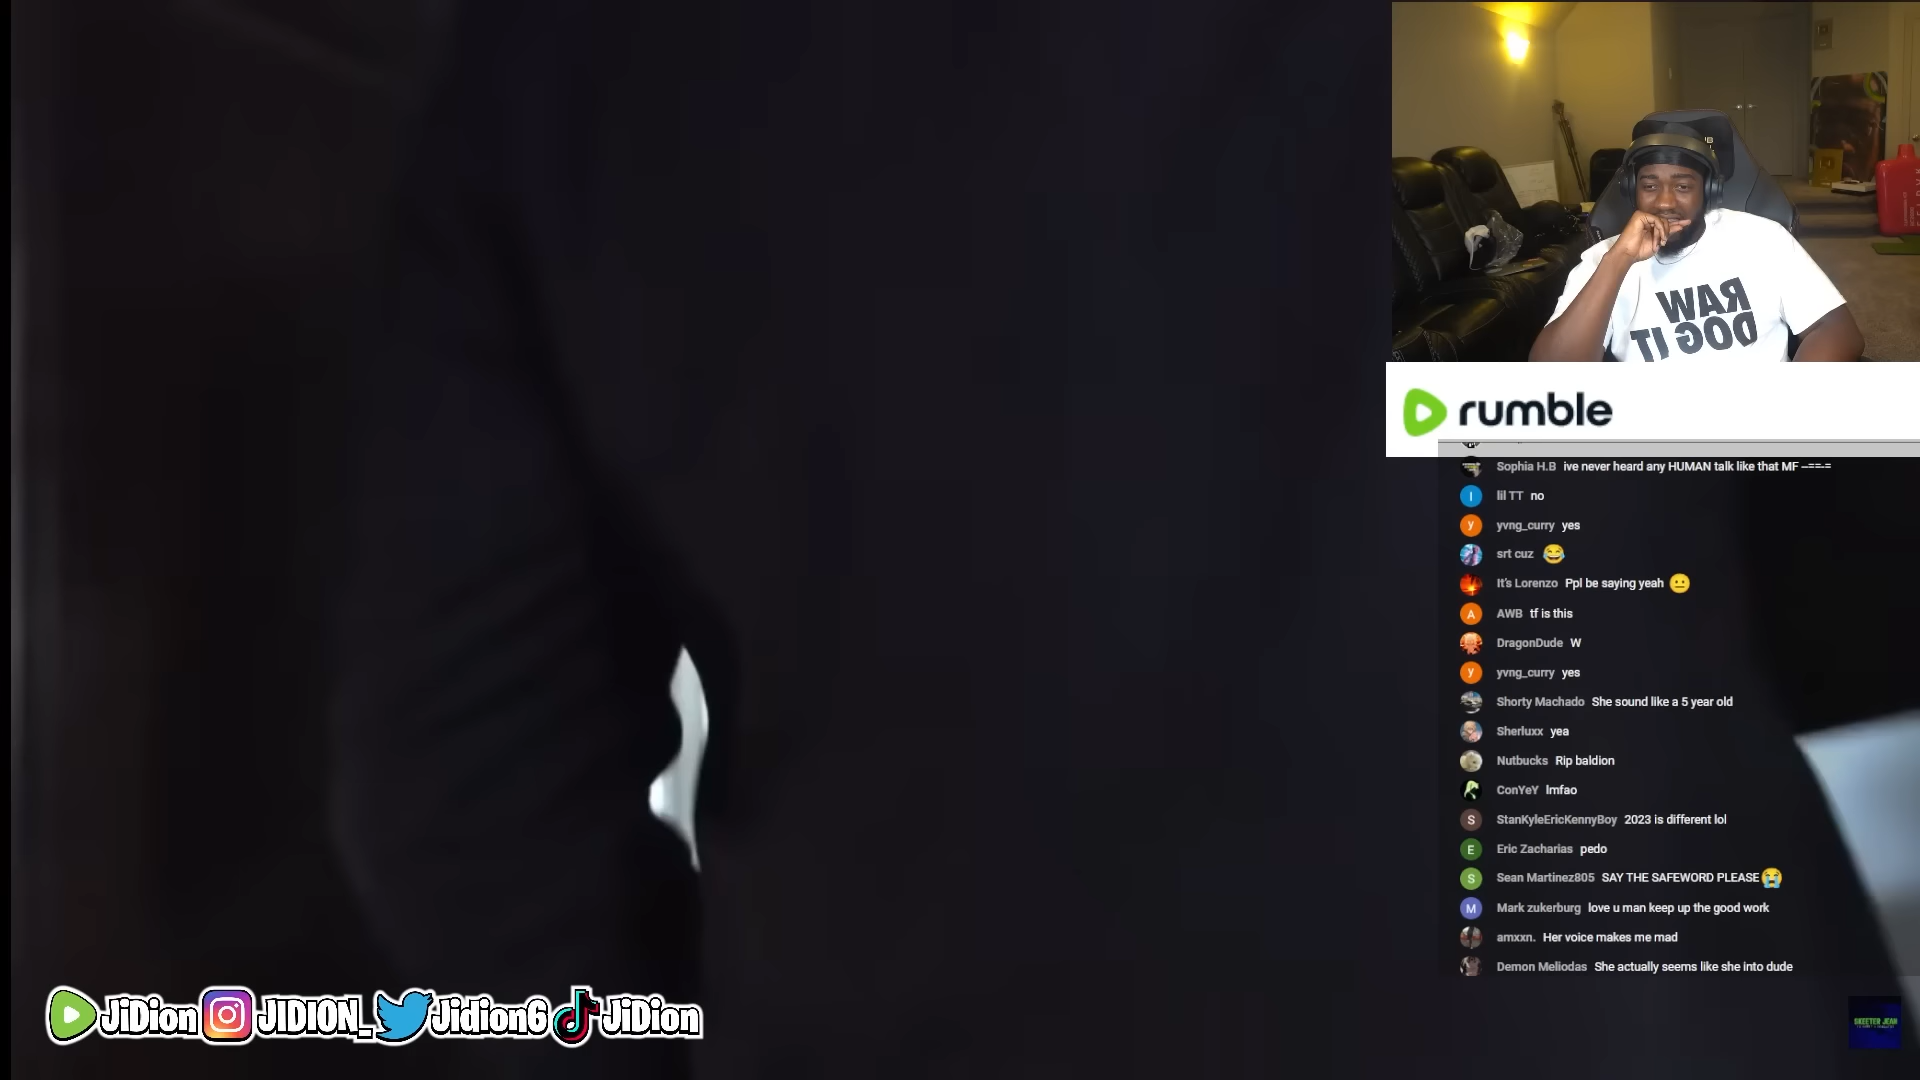 RAW
DOG IT
rumble
Sophia H.B ive never heard any HUMAN talk like that MF –==-=
lil TT no
yvng_curry yes
srt cuz 😂
It's Lorenzo Ppl be saying yeah 😐
A AWB tf is this
DragonDude W
yvng_curry yes
Shorty Machado She sound like a 5 year old
Sherluxx yea
Nutbucks Rip baldion
ConYeY lmfao
S StanKyleEricKennyBoy 2023 is different lol
E Eric Zacharias pedo
S Sean Martinez805 SAY THE SAFEWORD PLEASE😭
M Mark zukerburg love u man keep up the good work
amxxn. Her voice makes me mad
Demon Meliodas She actually seems like she into dude
JiDion JIDION_ Jidion6 JiDion
SKEETER JEAN